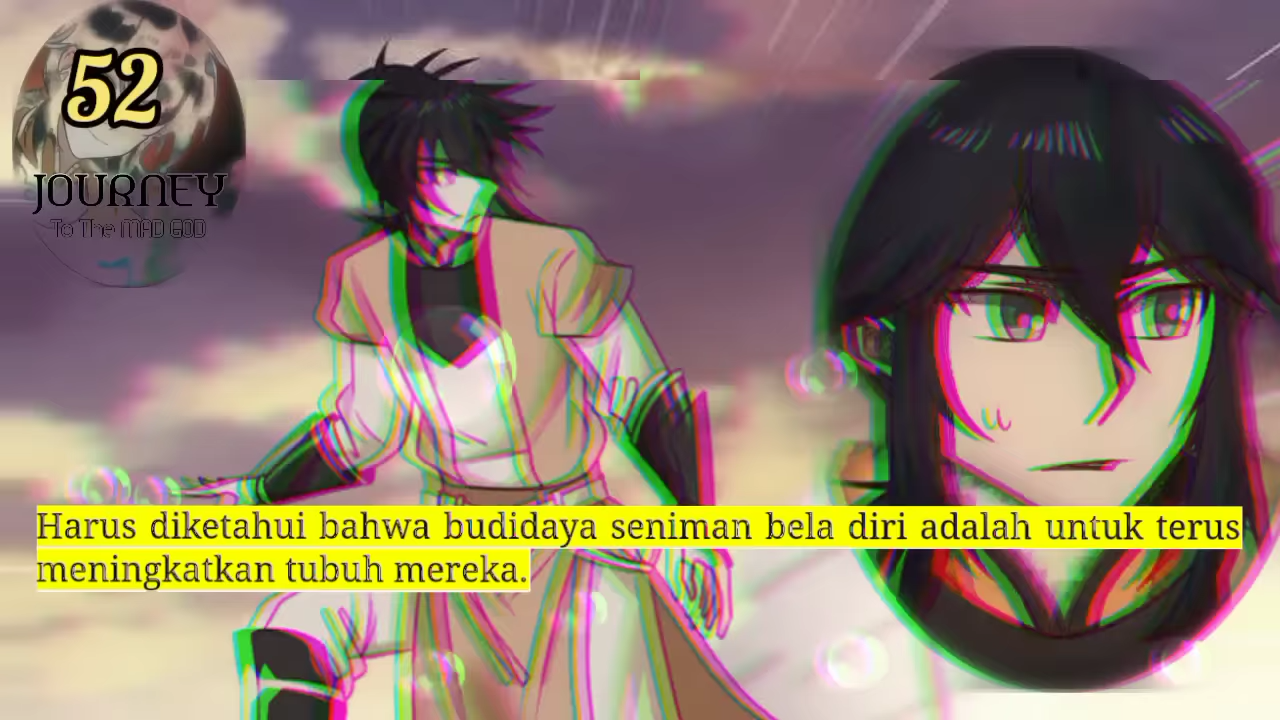 52
JOURNEY
To The MAD GOD
Harus diketahui bahwa budidaya seniman bela diri adalah untuk terus
meningkatkan tubuh mereka.